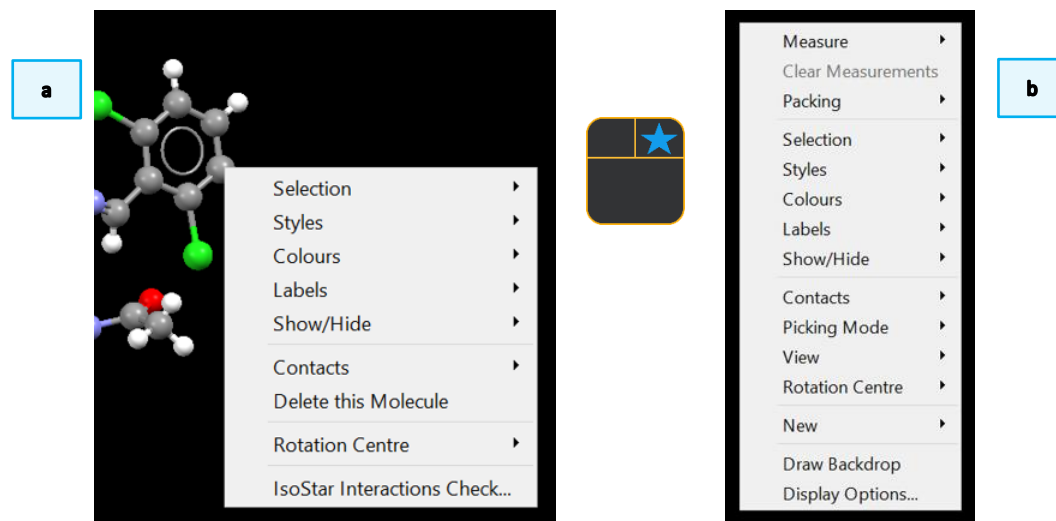 a
Selection
Styles
Colours
Labels
Show/Hide
Contacts
Delete this Molecule
Rotation Centre
IsoStar Interactions Check...
Measure
Clear Measurements
Packing
Selection
Styles
Colours
Labels
Show/Hide
Contacts
Picking Mode
View
Rotation Centre
New
Draw Backdrop
Display Options...
b